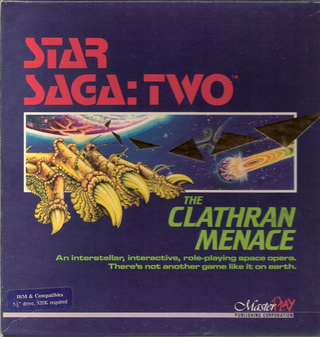 STAR
SAGA: TWO™
THE
CLATHRAN
MENACE
An interstellar, interactive, role-playing space opera.
There's not another game like it on earth.
IBM & Compatibles
5¼" drive, 320K required
MasterPLAY
PUBLISHING CORPORATION